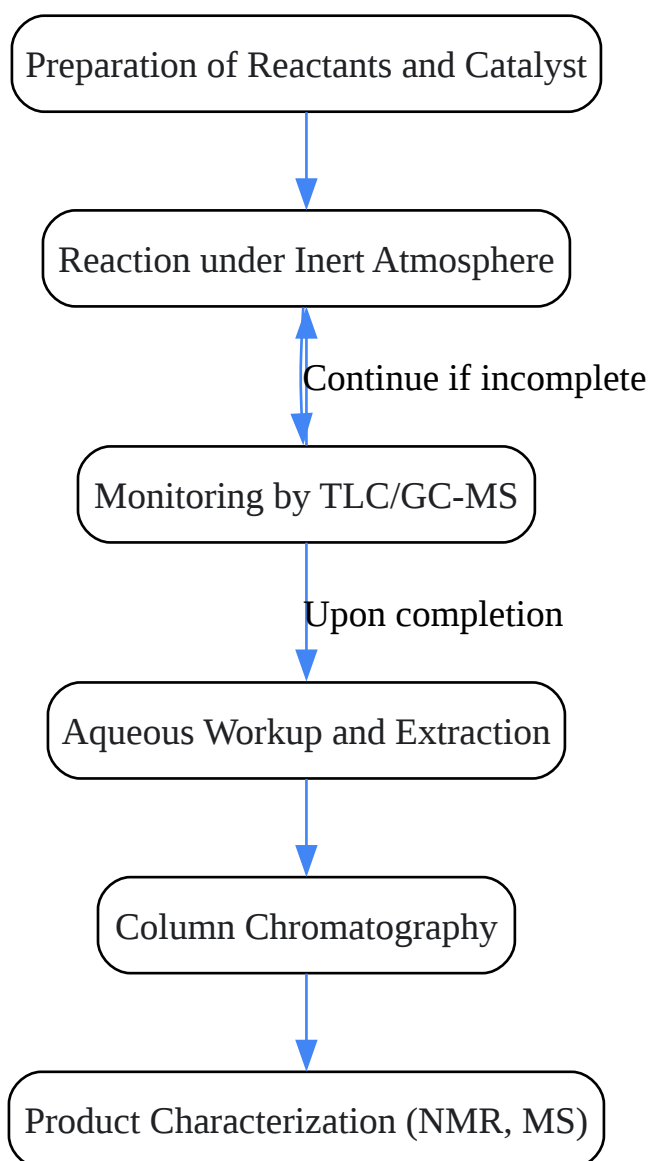 Preparation of Reactants and Catalyst
Reaction under Inert Atmosphere
Continue if incomplete
Monitoring by TLC/GC-MS
Upon completion
Aqueous Workup and Extraction
Column Chromatography
Product Characterization (NMR, MS)